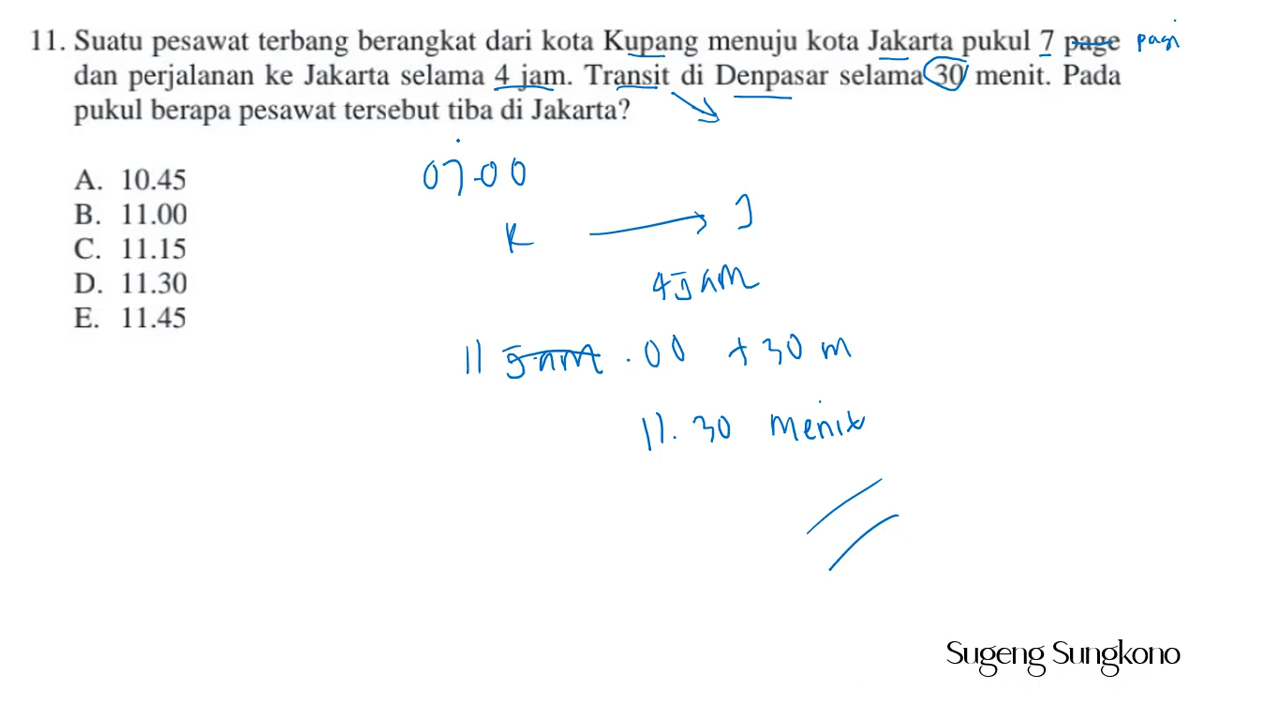 11. Suatu pesawat terbang berangkat dari kota Kupang menuju kota Jakarta pukul 7 page pagi
dan perjalanan ke Jakarta selama 4 jam. Transit di Denpasar selama 30 menit. Pada
pukul berapa pesawat tersebut tiba di Jakarta?
A. 10.45
B. 11.00
C. 11.15
D. 11.30
E. 11.45
07.00
K → J
4 jam
11 jam .00 + 30 m
11.30 menit
Sugeng Sungkono